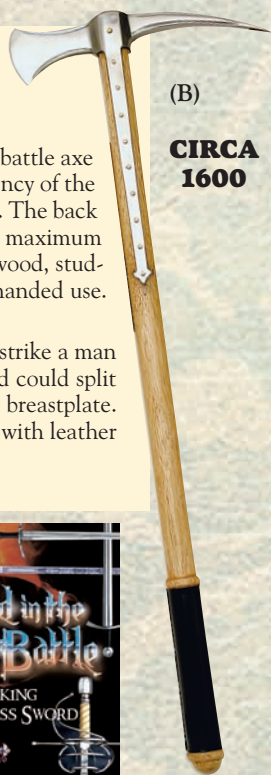 (B)
CIRCA
1600
battle axe
ency of the
. The back
maximum
wood, stud-
handed use.
strike a man
d could split
breastplate.
with leather
d in the
Battle
KING
SS SWORD